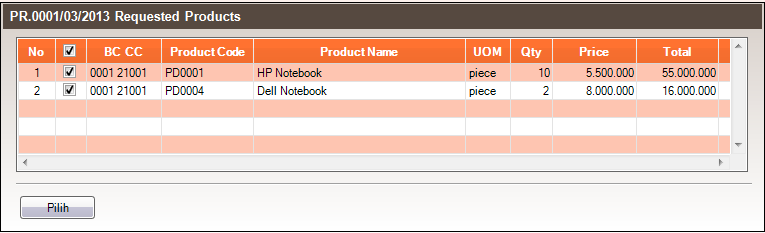 PR.0001/03/2013 Requested Products
No BC CC Product Code Product Name UOM Qty Price Total
1 0001 21001 PD0001 HP Notebook piece 10 5.500.000 55.000.000
2 0001 21001 PD0004 Dell Notebook piece 2 8.000.000 16.000.000
Pilih